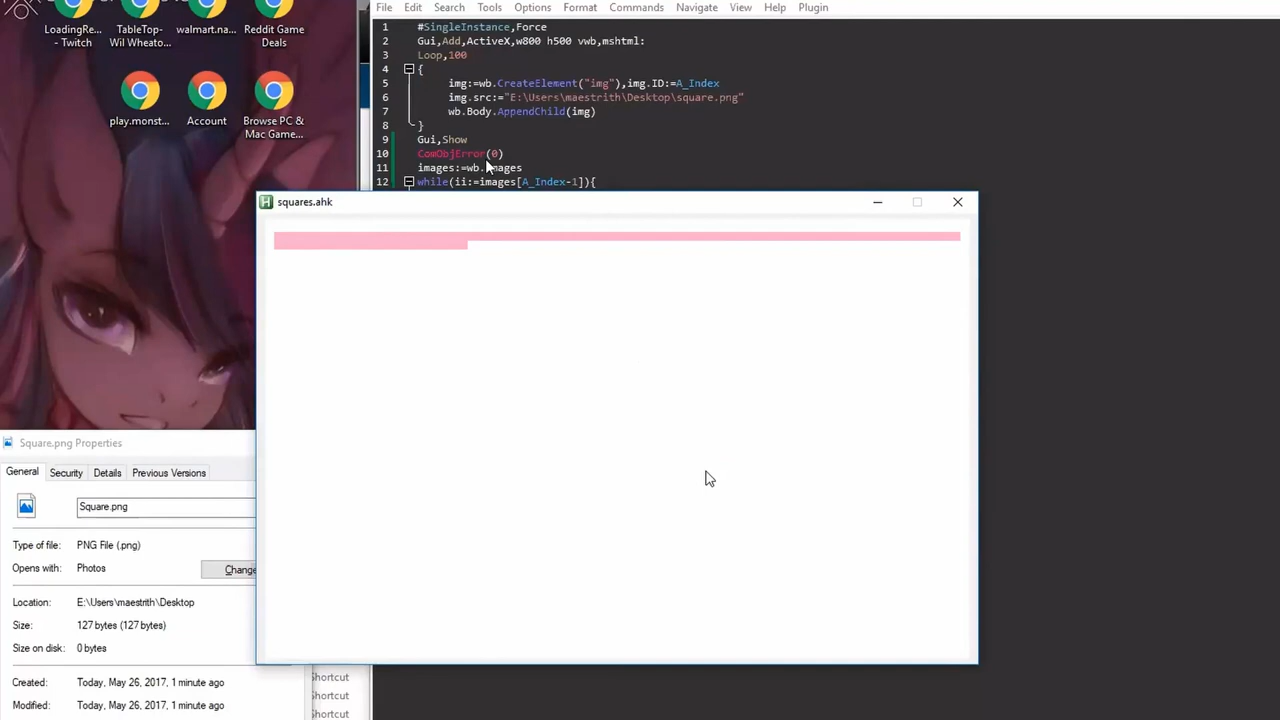 LoadingRe...
- Twitch
TableTop-
Wil Wheato...
walmart.na...
Reddit Game
Deals
play.monst...
Account
Browse PC &
Mac Game...
File Edit Search Tools Options Format Commands Navigate View Help Plugin
1 #SingleInstance,Force
2 Gui,Add,ActiveX,w800 h500 vwb,mshtml:
3 Loop,100
4 {
5 img:=wb.CreateElement("img"),img.ID:=A_Index
6 img.src:="E:\Users\maestrith\Desktop\square.png"
7 wb.Body.AppendChild(img)
8 }
9 Gui,Show
10 ComObjError(0)
11 images:=wb.images
12 while(ii:=images[A_Index-1]){
squares.ahk
Square.png Properties
General Security Details Previous Versions
Square.png
Type of file: PNG File (.png)
Opens with: Photos
Change
Location: E:\Users\maestrith\Desktop
Size: 127 bytes (127 bytes)
Size on disk: 0 bytes
Created: Today, May 26, 2017, 1 minute ago
Modified: Today, May 26, 2017, 1 minute ago
Shortcut
Shortcut
Shortcut